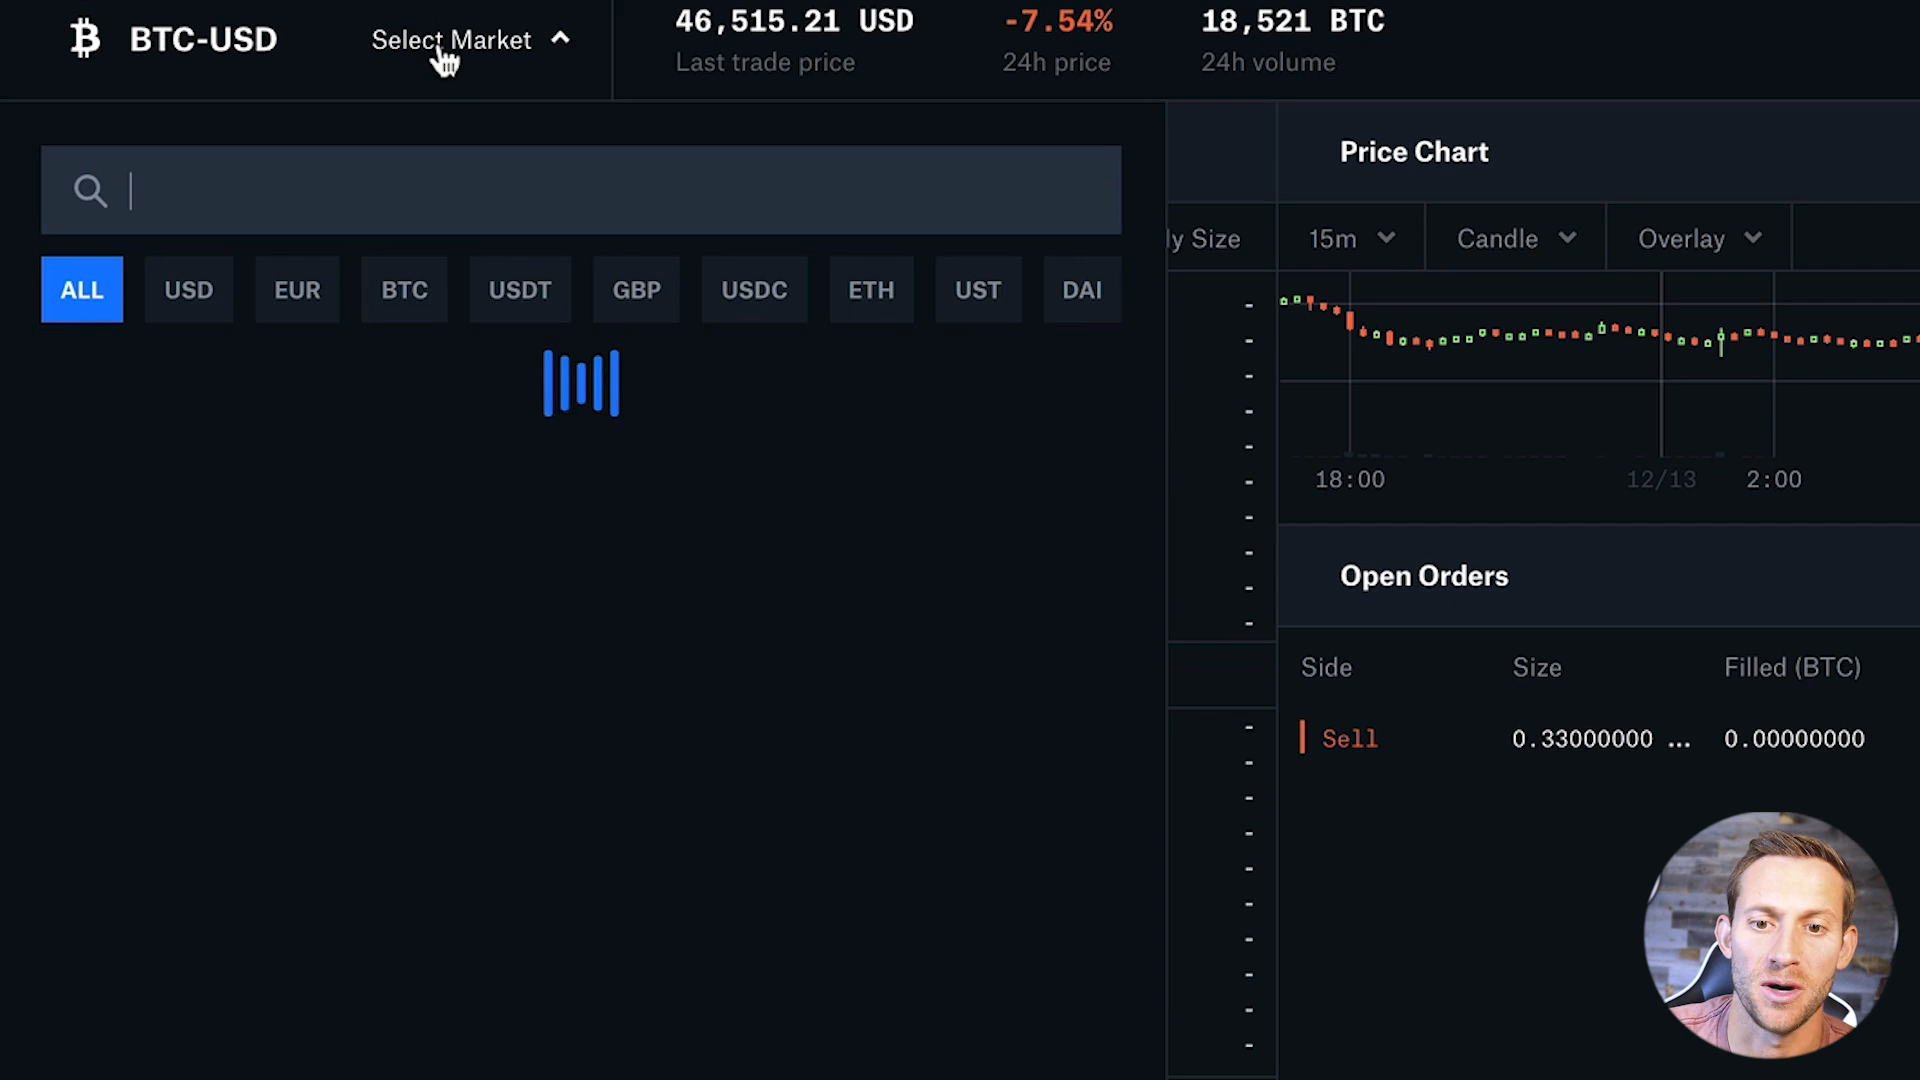 BTC-USD
Select Market
46,515.21 USD
Last trade price
-7.54%
24h price
18,521 BTC
24h volume
ALL
USD
EUR
BTC
USDT
GBP
USDC
ETH
UST
DAI
Size
Price Chart
15m
Candle
Overlay
18:00
12/13
2:00
Open Orders
Side
Size
Filled (BTC)
Sell
0.33000000 ...
0.00000000